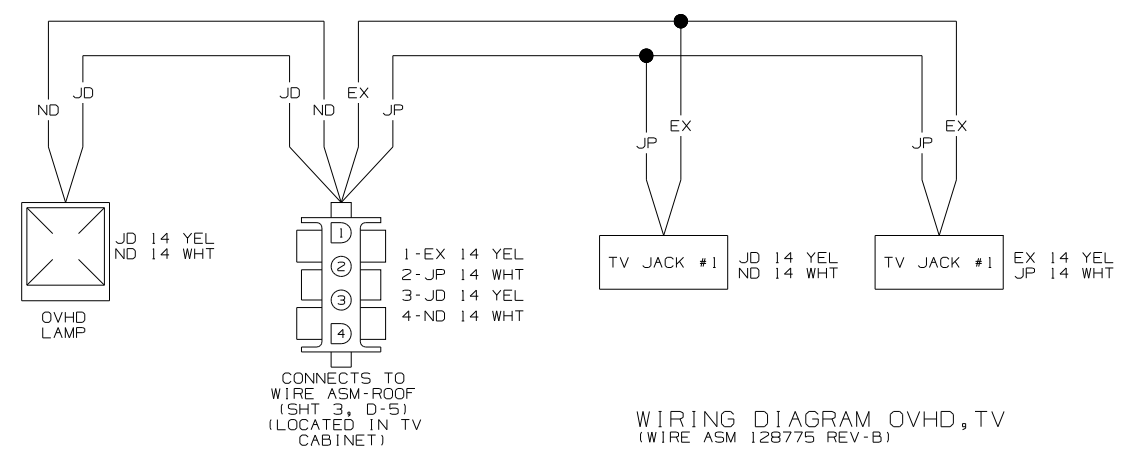 ND
JD
JD
ND
EX
JP
JP
EX
JP
EX
JD 14 YEL
ND 14 WHT
OVHD
LAMP
1
2
3
4
1-EX 14 YEL
2-JP 14 WHT
3-JD 14 YEL
4-ND 14 WHT
CONNECTS TO
WIRE ASM-ROOF
(SHT 3, D-5)
(LOCATED IN TV
CABINET)
TV JACK #1
JD 14 YEL
ND 14 WHT
TV JACK #1
EX 14 YEL
JP 14 WHT
WIRING DIAGRAM OVHD,TV
(WIRE ASM 128775 REV-B)